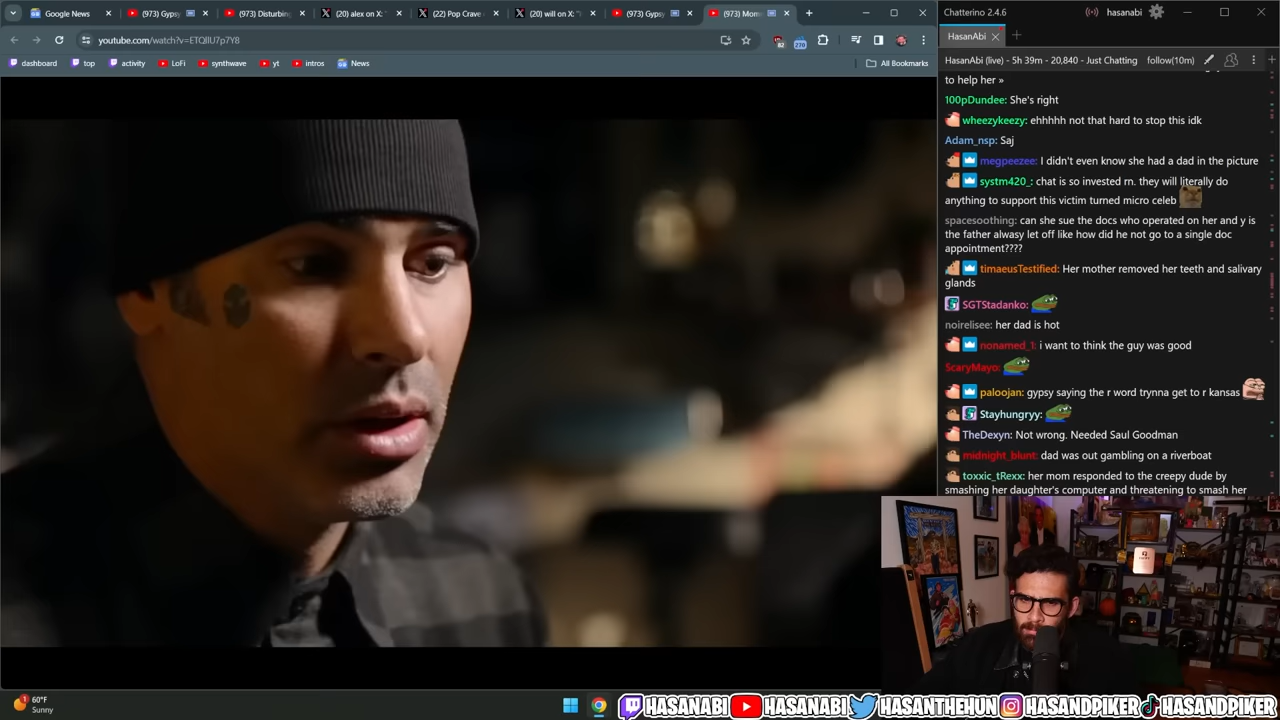 Google News
(973) Gypsy
(973) Disturbin
(20) alex on X: "
(22) Pop Crave
(20) will on X: "
(973) Gypsy
(973) Mom
youtube.com/watch?v=ETQllU7p7Y8
82
270
dashboard
top
activity
LoFi
synthwave
yt
intros
News
All Bookmarks
Chatterino 2.4.6
hasanabi
HasanAbi
HasanAbi (live) - 5h 39m - 20,840 - Just Chatting
follow(10m)
to help her »
100pDundee: She's right
wheezykeezy: ehhhhh not that hard to stop this idk
Adam_nsp: Saj
megpeezee: I didn't even know she had a dad in the picture
systm420_: chat is so invested rn. they will literally do
anything to support this victim turned micro celeb
spacesoothing: can she sue the docs who operated on her and y is
the father alwasy let off like how did he not go to a single doc
appointment????
timaeusTestified: Her mother removed her teeth and salivary
glands
SGTStadanko:
noirelisee: her dad is hot
nonamed_1: i want to think the guy was good
ScaryMayo:
paloojan: gypsy saying the r word trynna get to r kansas
Stayhungryy:
TheDexyn: Not wrong. Needed Saul Goodman
midnight_blunt: dad was out gambling on a riverboat
toxxic_tRexx: her mom responded to the creepy dude by
smashing her daughter's computer and threatening to smash her
60°F
Sunny
HASANABI
HASANABI
HASANTHEHUN
HASANDPIKER
HASANDPIKER